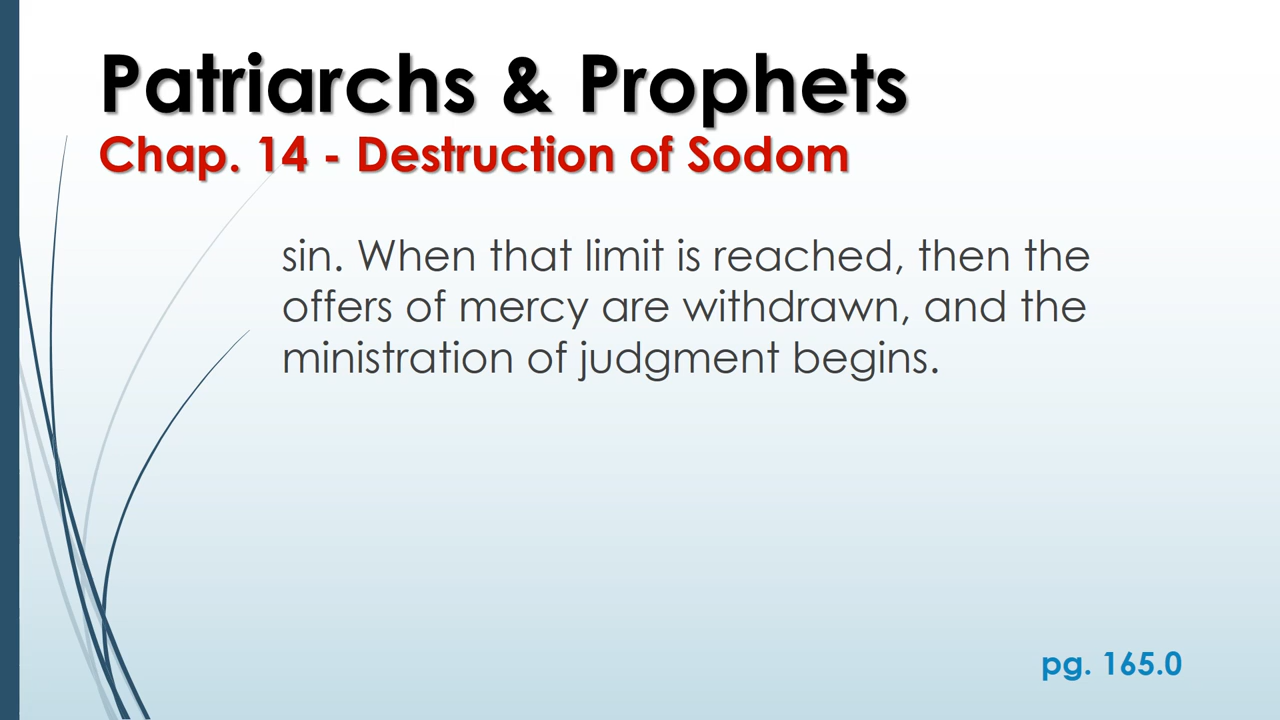 Patriarchs & Prophets
Chap. 14 - Destruction of Sodom
sin. When that limit is reached, then the
offers of mercy are withdrawn, and the
ministration of judgment begins.
pg. 165.0